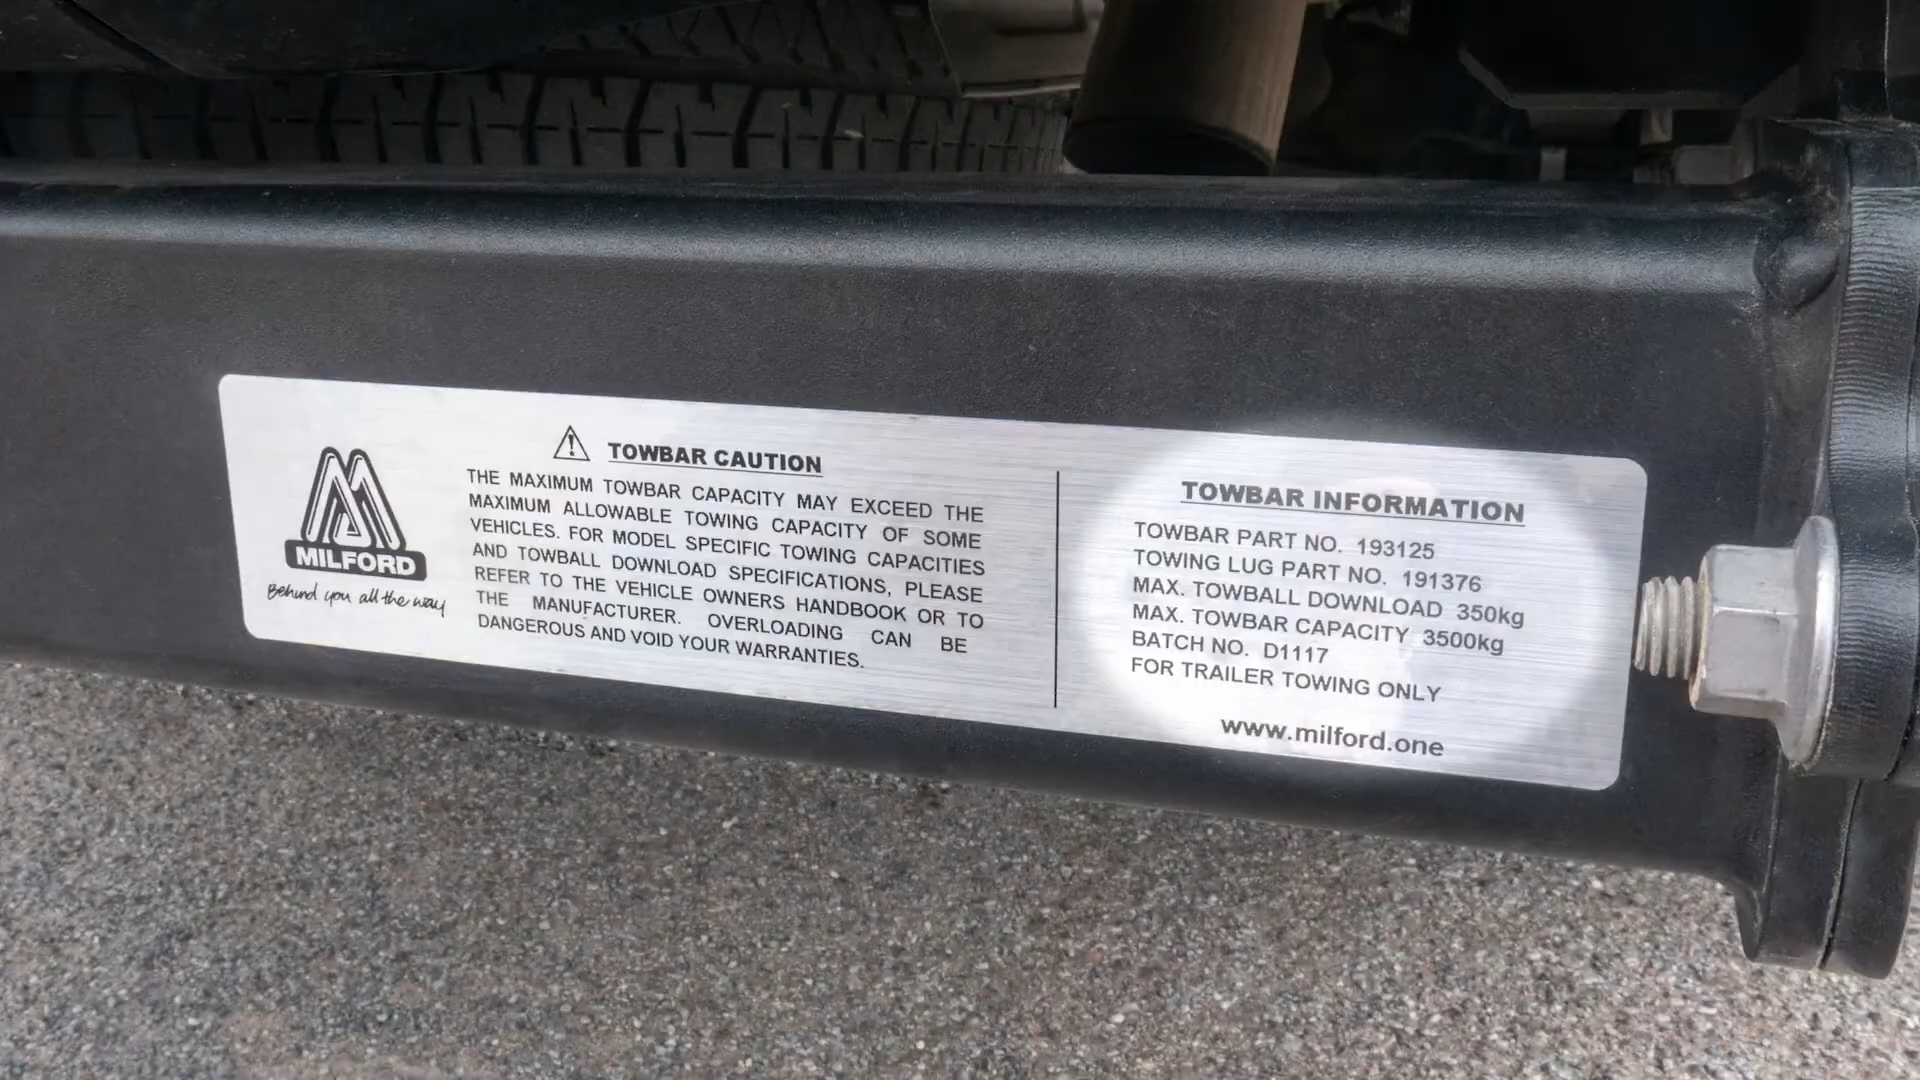 MILFORD
Behind you all the way
TOWBAR CAUTION
THE MAXIMUM TOWBAR CAPACITY MAY EXCEED THE
MAXIMUM ALLOWABLE TOWING CAPACITY OF SOME
VEHICLES. FOR MODEL SPECIFIC TOWING CAPACITIES
AND TOWBALL DOWNLOAD SPECIFICATIONS, PLEASE
REFER TO THE VEHICLE OWNERS HANDBOOK OR TO
THE MANUFACTURER. OVERLOADING CAN BE
DANGEROUS AND VOID YOUR WARRANTIES.
TOWBAR INFORMATION
TOWBAR PART NO. 193125
TOWING LUG PART NO. 191376
MAX. TOWBALL DOWNLOAD 350kg
MAX. TOWBAR CAPACITY 3500kg
BATCH NO. D1117
FOR TRAILER TOWING ONLY
www.milford.one